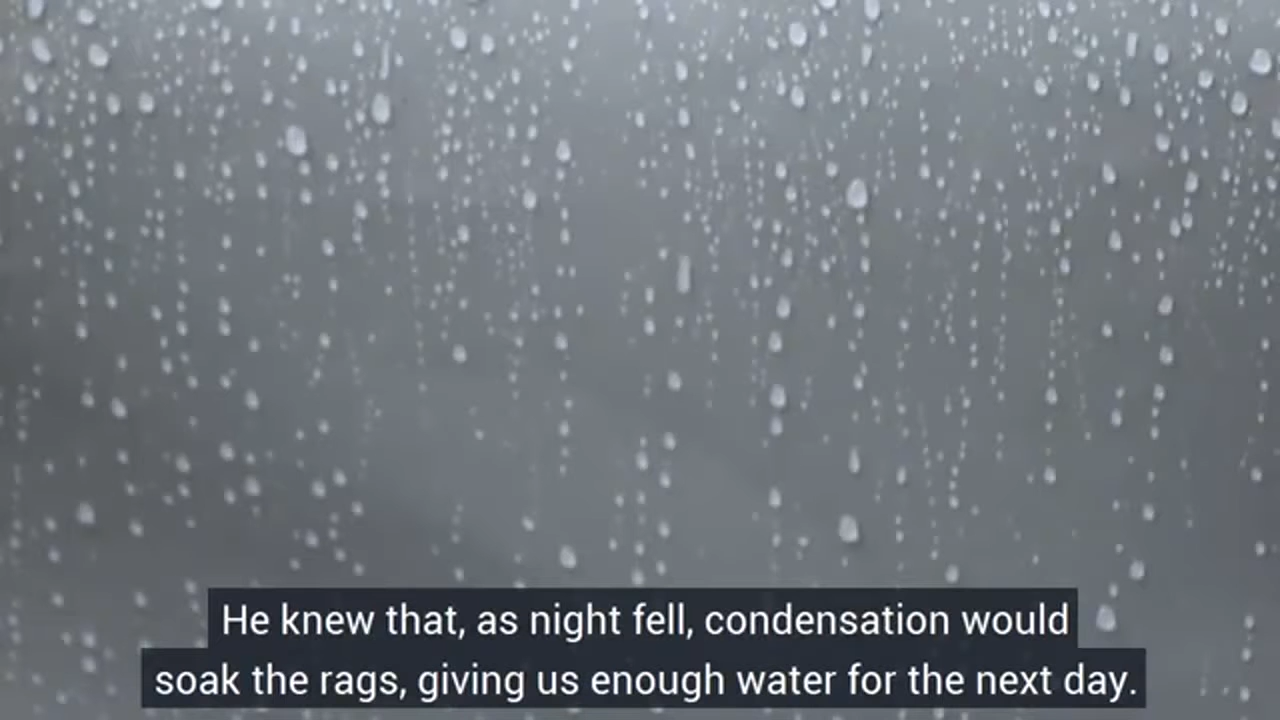 He knew that, as night fell, condensation would
soak the rags, giving us enough water for the next day.